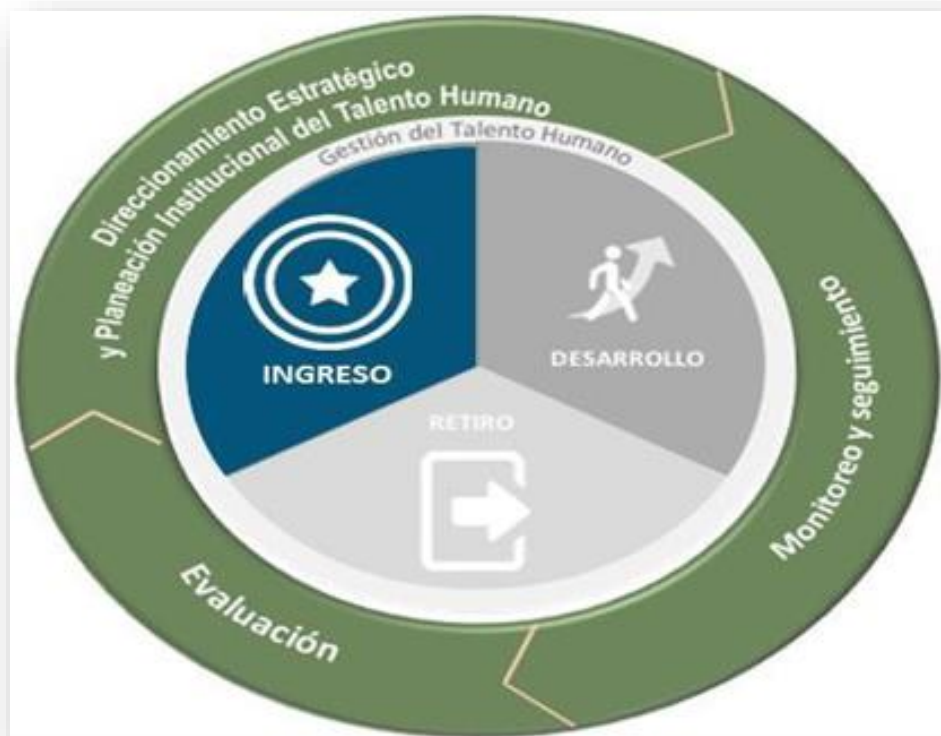 Direccionamiento Estratégico
y Planeación Institucional del Talento Humano
Gestión del Talento Humano
INGRESO
DESARROLLO
RETIRO
Monitoreo y seguimiento
Evaluación